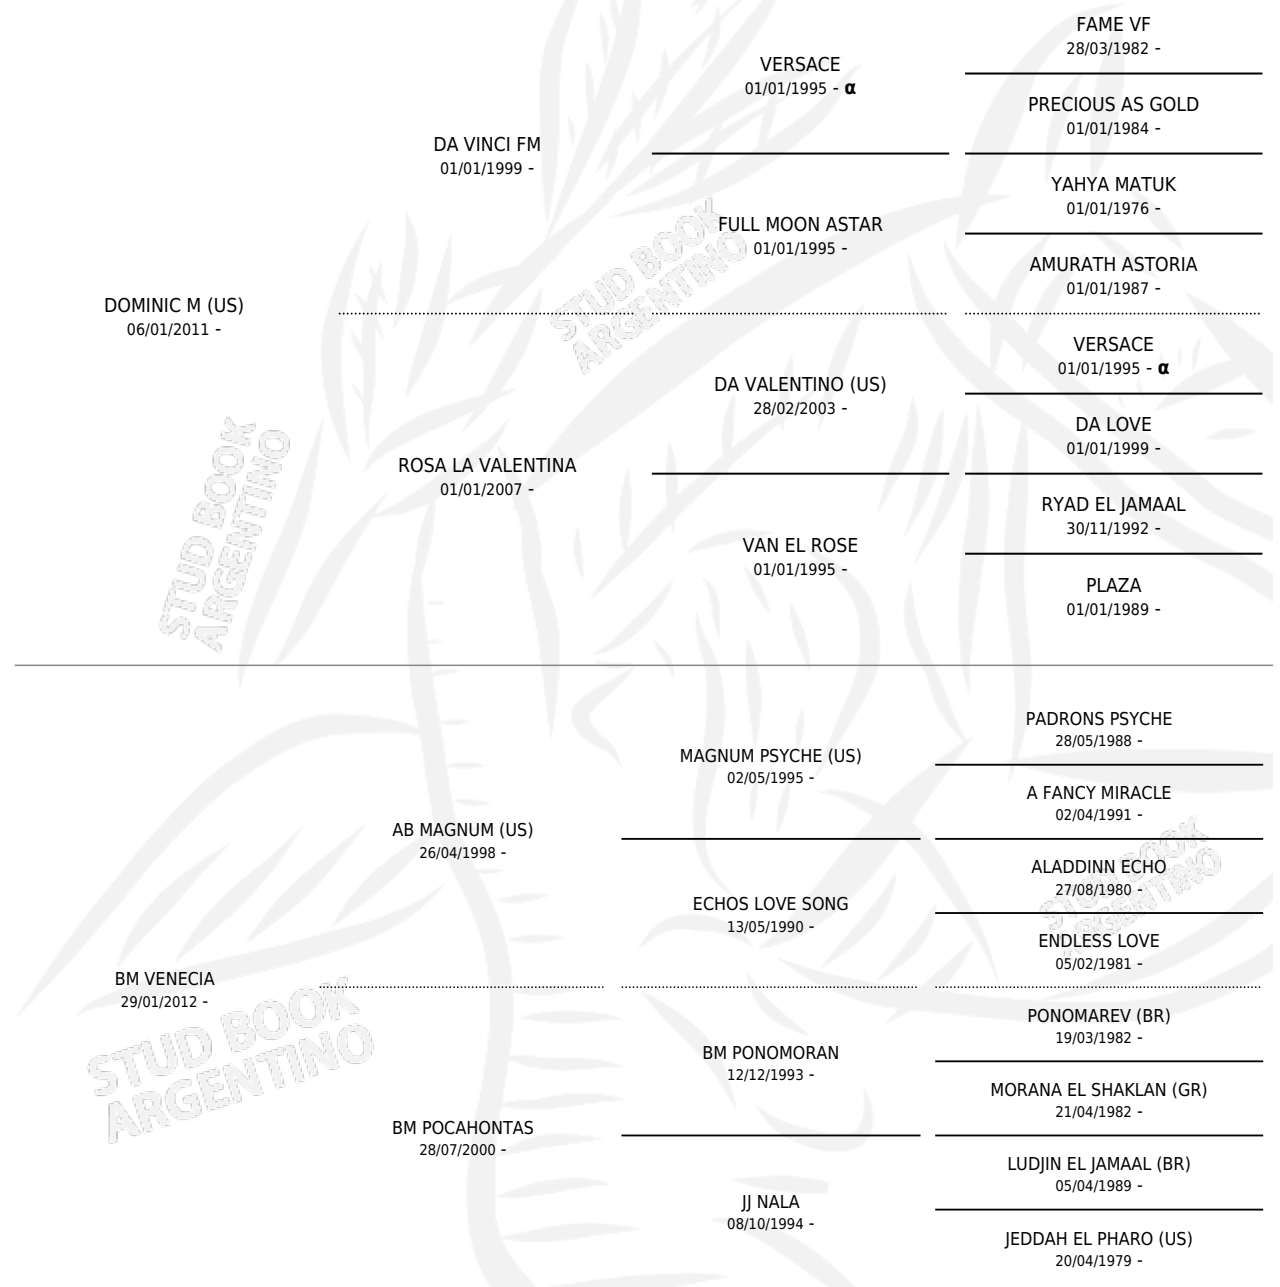 FAME VF
28/03/1982 -
VERSACE
01/01/1995 - α
PRECIOUS AS GOLD
01/01/1984 -
DA VINCI FM
01/01/1999 -
YAHYA MATUK
01/01/1976 -
FULL MOON ASTAR
01/01/1995 -
AMURATH ASTORIA
01/01/1987 -
DOMINIC M (US)
06/01/2011 -
VERSACE
01/01/1995 - α
DA VALENTINO (US)
28/02/2003 -
DA LOVE
01/01/1999 -
ROSA LA VALENTINA
01/01/2007 -
RYAD EL JAMAAL
30/11/1992 -
VAN EL ROSE
01/01/1995 -
PLAZA
01/01/1989 -
PADRONS PSYCHE
28/05/1988 -
MAGNUM PSYCHE (US)
02/05/1995 -
A FANCY MIRACLE
02/04/1991 -
AB MAGNUM (US)
26/04/1998 -
ALADDINN ECHO
27/08/1980 -
ECHOS LOVE SONG
13/05/1990 -
ENDLESS LOVE
05/02/1981 -
BM VENECIA
29/01/2012 -
PONOMAREV (BR)
19/03/1982 -
BM PONOMORAN
12/12/1993 -
MORANA EL SHAKLAN (GR)
21/04/1982 -
BM POCAHONTAS
28/07/2000 -
LUDJIN EL JAMAAL (BR)
05/04/1989 -
JJ NALA
08/10/1994 -
JEDDAH EL PHARO (US)
20/04/1979 -
STUD BOOK
ARGENTINO
STUD BOOK
ARGENTINO
STUD BOOK
ARGENTINO
STUD BOOK
ARGENTINO